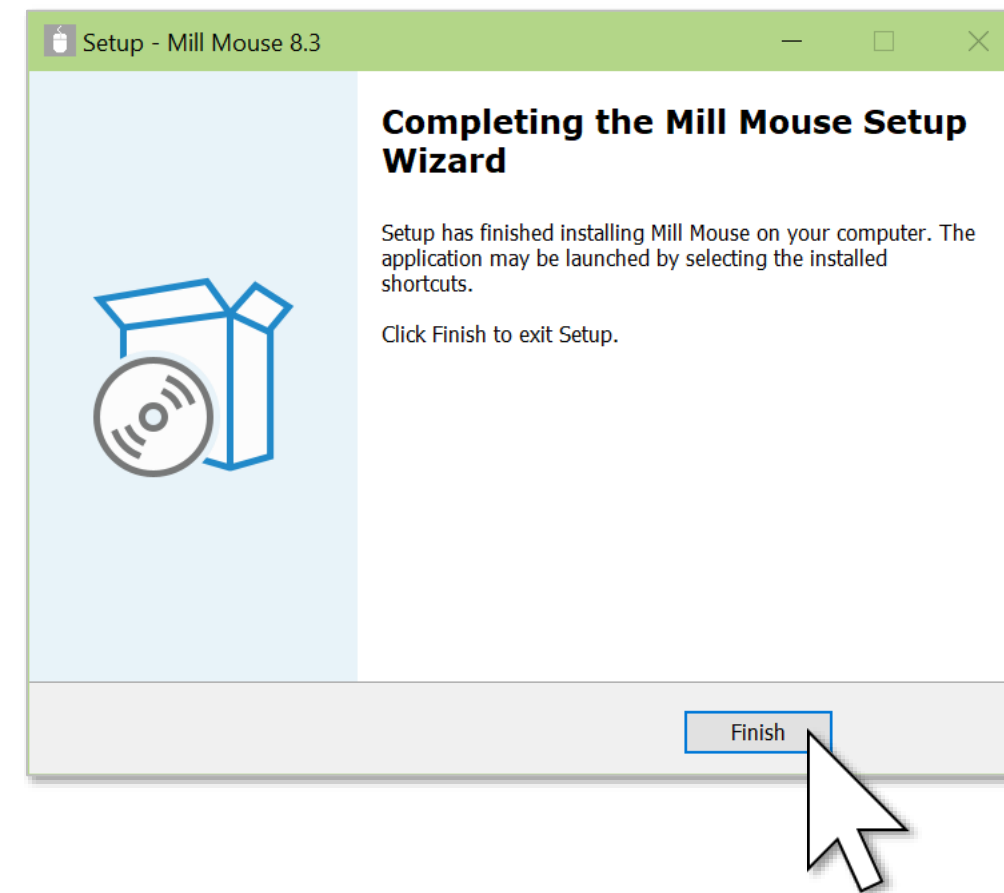 Setup - Mill Mouse 8.3
Completing the Mill Mouse Setup
Wizard
Setup has finished installing Mill Mouse on your computer. The
application may be launched by selecting the installed
shortcuts.
Click Finish to exit Setup.
Finish